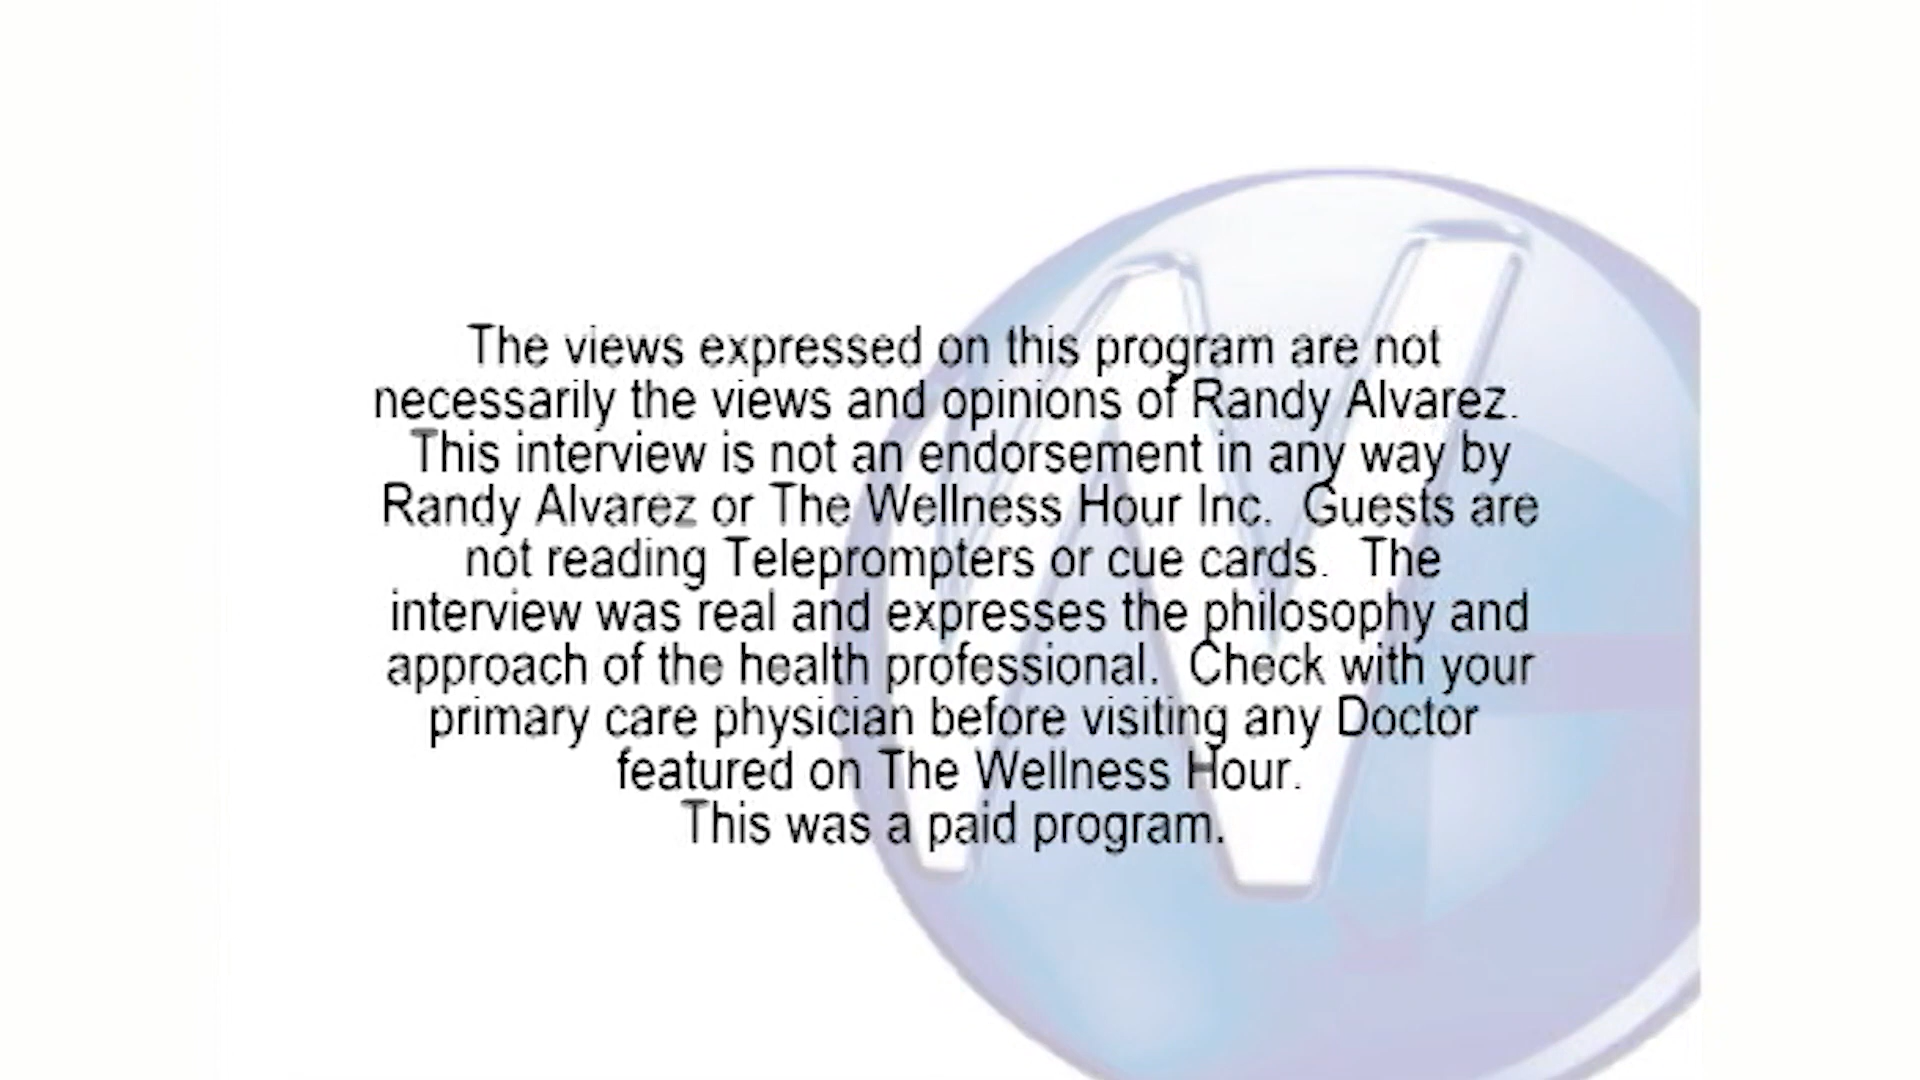 The views expressed on this program are not
necessarily the views and opinions of Randy Alvarez.
This interview is not an endorsement in any way by
Randy Alvarez or The Wellness Hour Inc.  Guests are
not reading Teleprompters or cue cards.  The
interview was real and expresses the philosophy and
approach of the health professional.  Check with your
primary care physician before visiting any Doctor
featured on The Wellness Hour.
This was a paid program.